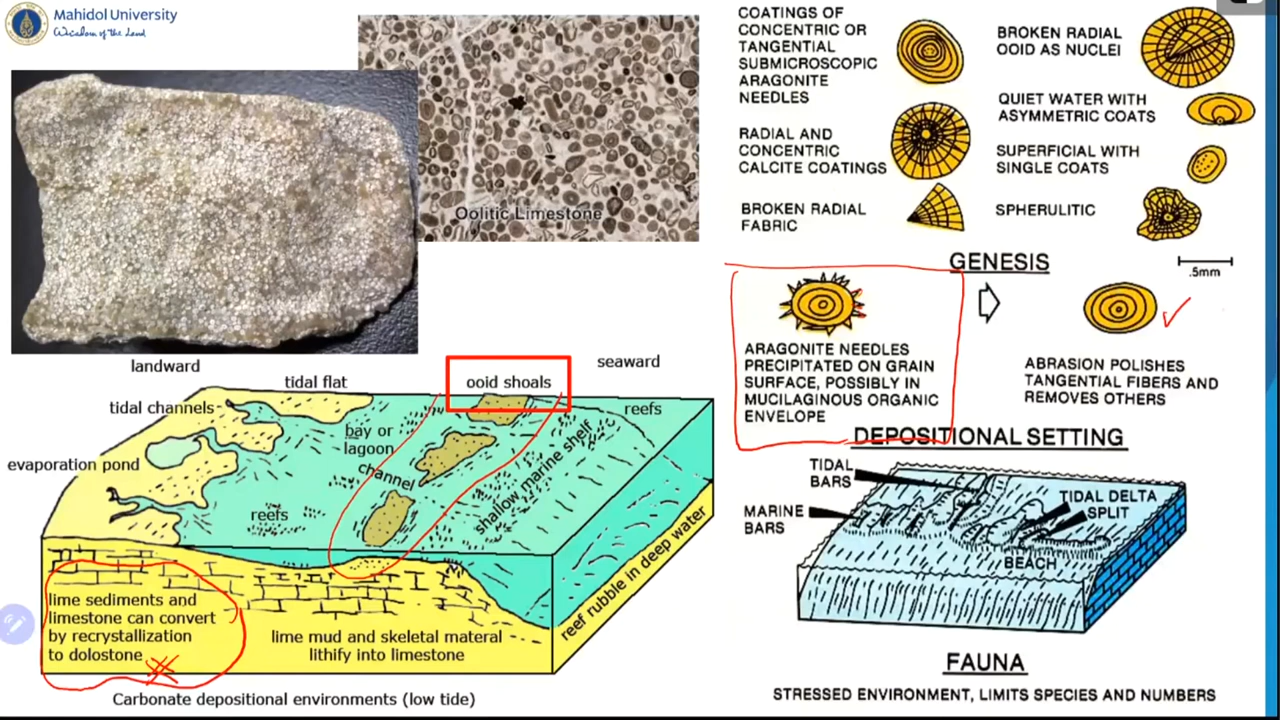 Mahidol University
Wisdom of the Land
Oolitic Limestone
COATINGS OF
CONCENTRIC OR
TANGENTIAL
SUBMICROSCOPIC
ARAGONITE
NEEDLES
RADIAL AND
CONCENTRIC
CALCITE COATINGS
BROKEN RADIAL
FABRIC
BROKEN RADIAL
OOID AS NUCLEI
QUIET WATER WITH
ASYMMETRIC COATS
SUPERFICIAL WITH
SINGLE COATS
SPHERULITIC
GENESIS
.5mm
ARAGONITE NEEDLES
PRECIPITATED ON GRAIN
SURFACE, POSSIBLY IN
MUCILAGINOUS ORGANIC
ENVELOPE
ABRASION POLISHES
TANGENTIAL FIBERS AND
REMOVES OTHERS
DEPOSITIONAL SETTING
TIDAL
BARS
MARINE
BARS
TIDAL DELTA
SPLIT
BEACH
FAUNA
STRESSED ENVIRONMENT, LIMITS SPECIES AND NUMBERS
landward
seaward
tidal flat
ooid shoals
tidal channels
reefs
bay or
lagoon
channel
evaporation pond
shallow marine shelf
reefs
reef rubble in deep water
lime sediments and
limestone can convert
by recrystallization
to dolostone
lime mud and skeletal materal
lithify into limestone
Carbonate depositional environments (low tide)